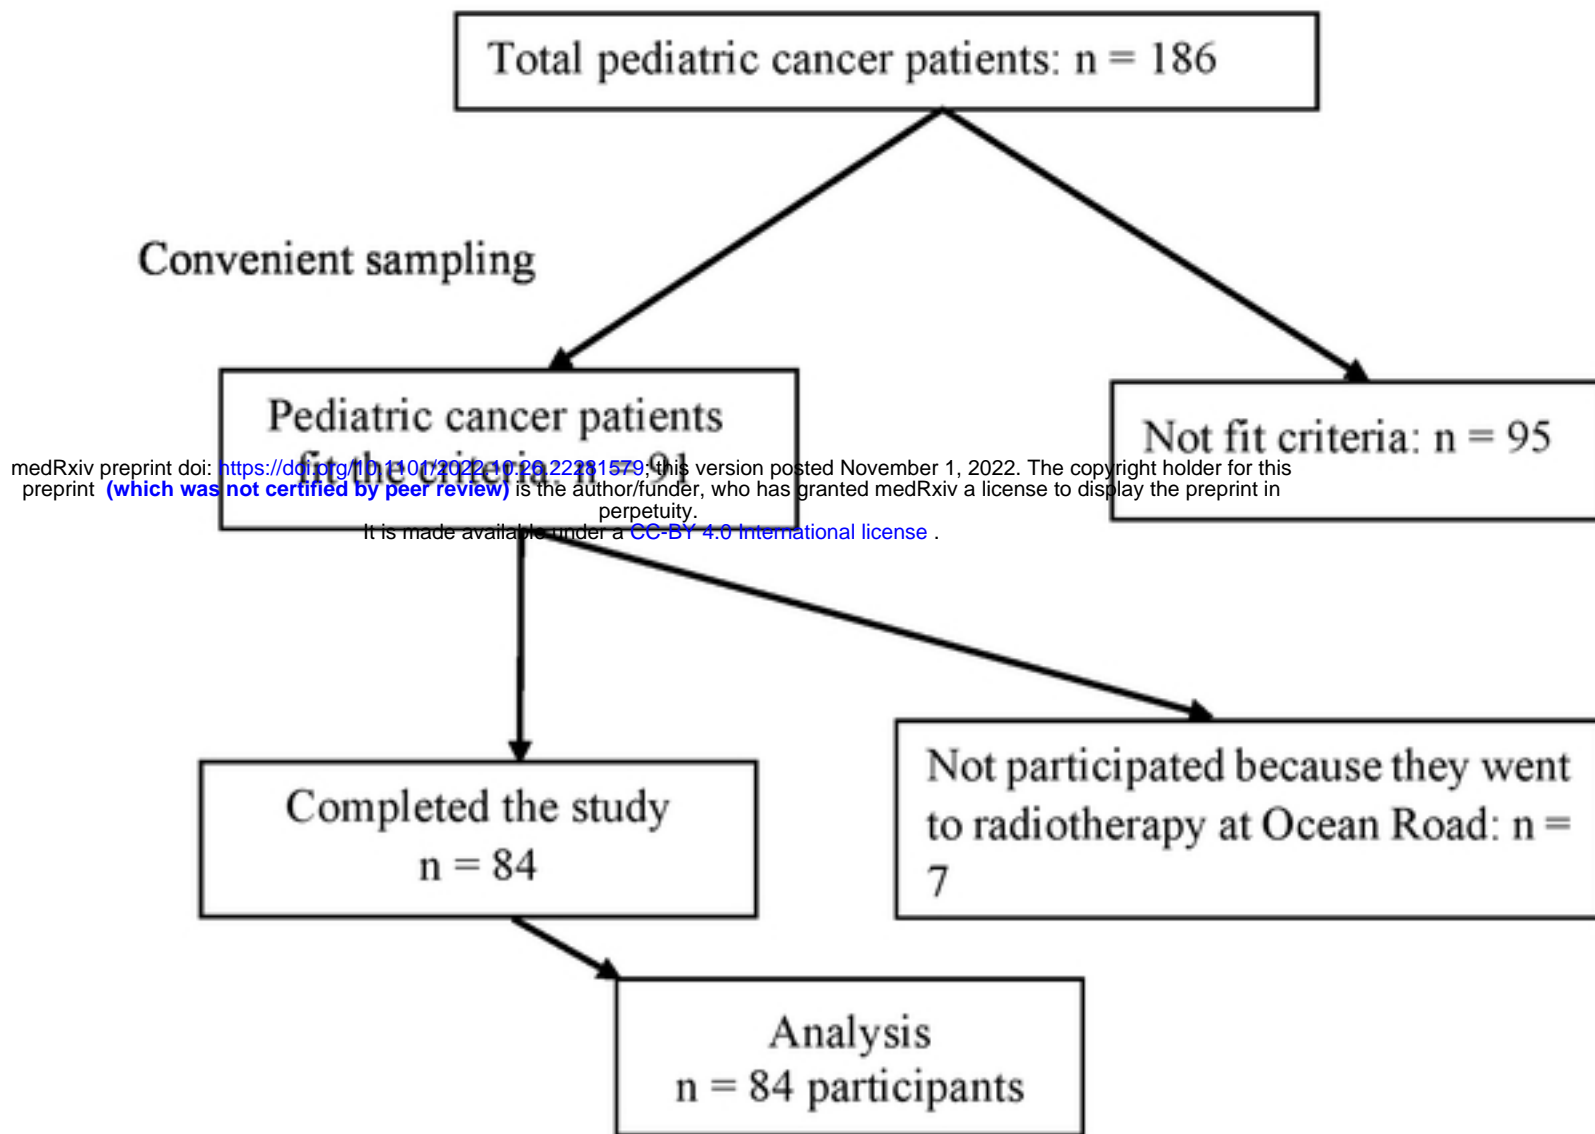 Total pediatric cancer patients: n = 186
Convenient sampling
Pediatric cancer patients
fit the criteria: n = 91
Not fit criteria: n = 95
medRxiv preprint doi: https://doi.org/10.1101/2022.10.26.22281579; this version posted November 1, 2022. The copyright holder for this
preprint (which was not certified by peer review) is the author/funder, who has granted medRxiv a license to display the preprint in
perpetuity.
It is made available under a CC-BY 4.0 International license .
Completed the study
n = 84
Not participated because they went
to radiotherapy at Ocean Road: n =
7
Analysis
n = 84 participants